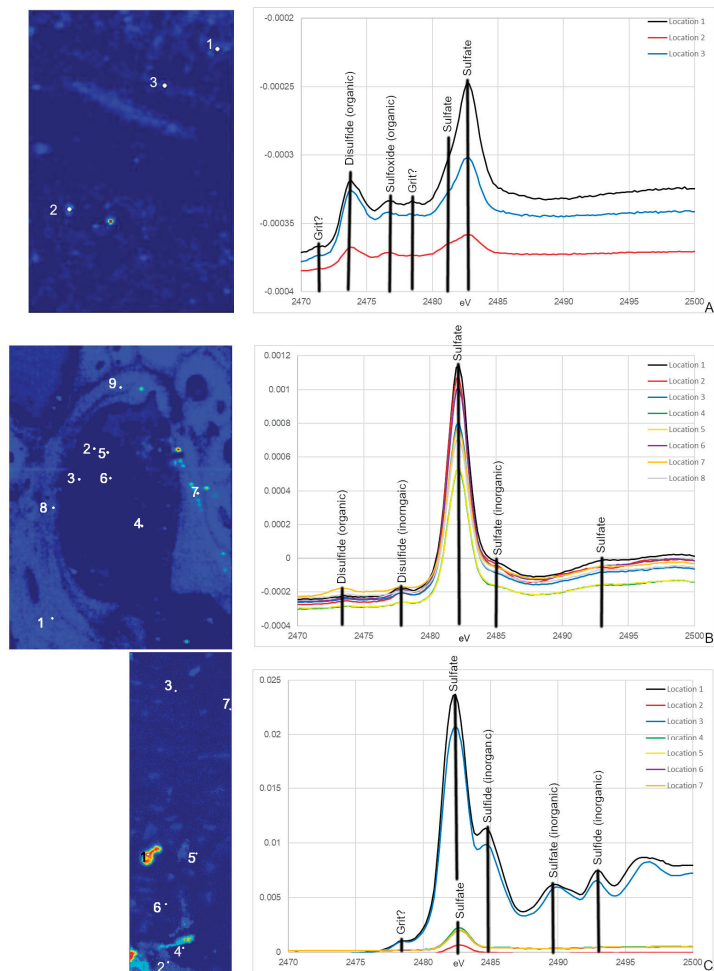 1
3
2
-0.0002
-0.00025
-0.0003
-0.00035
-0.0004
2470
2475
2480
2485
2490
2495
2500
eV
Grit?
Disulfide (organic)
Sulfoxide (organic)
Grit?
Sulfate
Sulfate
Location 1
Location 2
Location 3
A
9
2
5
3
6
7
8
4
1
0.0012
0.001
0.0008
0.0006
0.0004
0.0002
0
-0.0002
-0.0004
2470
2475
2480
2485
2490
2495
2500
eV
Disulfide (organic)
Disulfide (inorngaic)
Sulfate
Sulfate (inorganic)
Sulfate
Location 1
Location 2
Location 3
Location 4
Location 5
Location 6
Location 7
Location 8
B
3
7
1
5
6
4
2
0.025
0.02
0.015
0.01
0.005
0
2470
2475
2480
2485
2490
2495
2500
eV
Grit?
Sulfate
Sulfate
Sulfide (inorganic)
Sulfate (inorganic)
Sulfide (inorganic)
Location 1
Location 2
Location 3
Location 4
Location 5
Location 6
Location 7
C